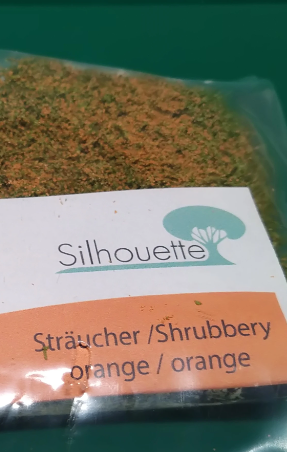 Silhouette
Sträucher /Shrubbery
orange / orange